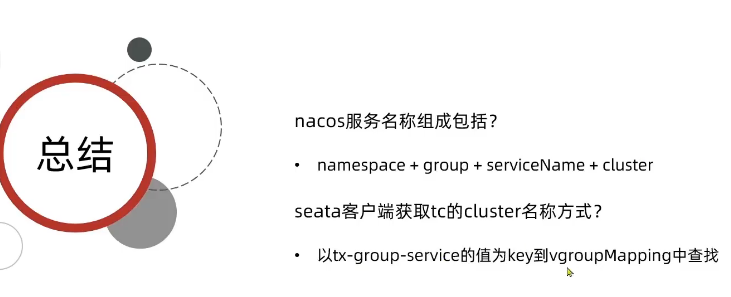 总结
nacos服务名称组成包括？
• namespace + group + serviceName + cluster
seata客户端获取tc的cluster名称方式？
• 以tx-group-service的值为key到vgroupMapping中查找